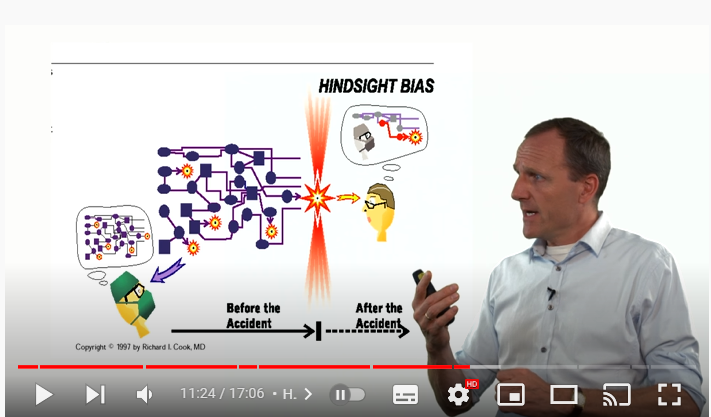 HINDSIGHT BIAS
Before the
Accident
After the
Accident
Copyright © 1997 by Richard I. Cook, MD
11:24 / 17:06 • H.
HD